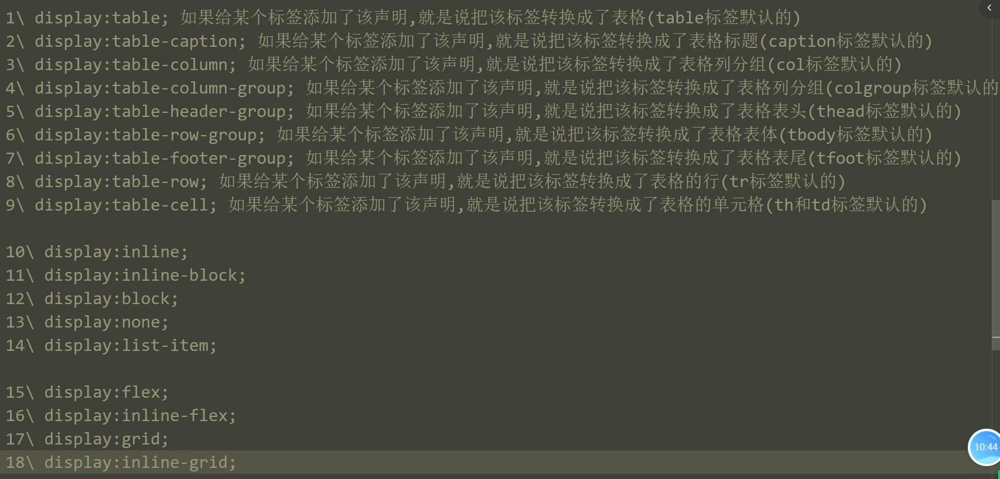 1\ display:table; 如果给某个标签添加了该声明,就是说把该标签转换成了表格(table标签默认的)
2\ display:table-caption; 如果给某个标签添加了该声明,就是说把该标签转换成了表格标题(caption标签默认的)
3\ display:table-column; 如果给某个标签添加了该声明,就是说把该标签转换成了表格列分组(col标签默认的)
4\ display:table-column-group; 如果给某个标签添加了该声明,就是说把该标签转换成了表格列分组(colgroup标签默认的
5\ display:table-header-group; 如果给某个标签添加了该声明,就是说把该标签转换成了表格表头(thead标签默认的)
6\ display:table-row-group; 如果给某个标签添加了该声明,就是说把该标签转换成了表格表体(tbody标签默认的)
7\ display:table-footer-group; 如果给某个标签添加了该声明,就是说把该标签转换成了表格表尾(tfoot标签默认的)
8\ display:table-row; 如果给某个标签添加了该声明,就是说把该标签转换成了表格的行(tr标签默认的)
9\ display:table-cell; 如果给某个标签添加了该声明,就是说把该标签转换成了表格的单元格(th和td标签默认的)
10\ display:inline;
11\ display:inline-block;
12\ display:block;
13\ display:none;
14\ display:list-item;
15\ display:flex;
16\ display:inline-flex;
17\ display:grid;
10:44
18\ display:inline-grid;